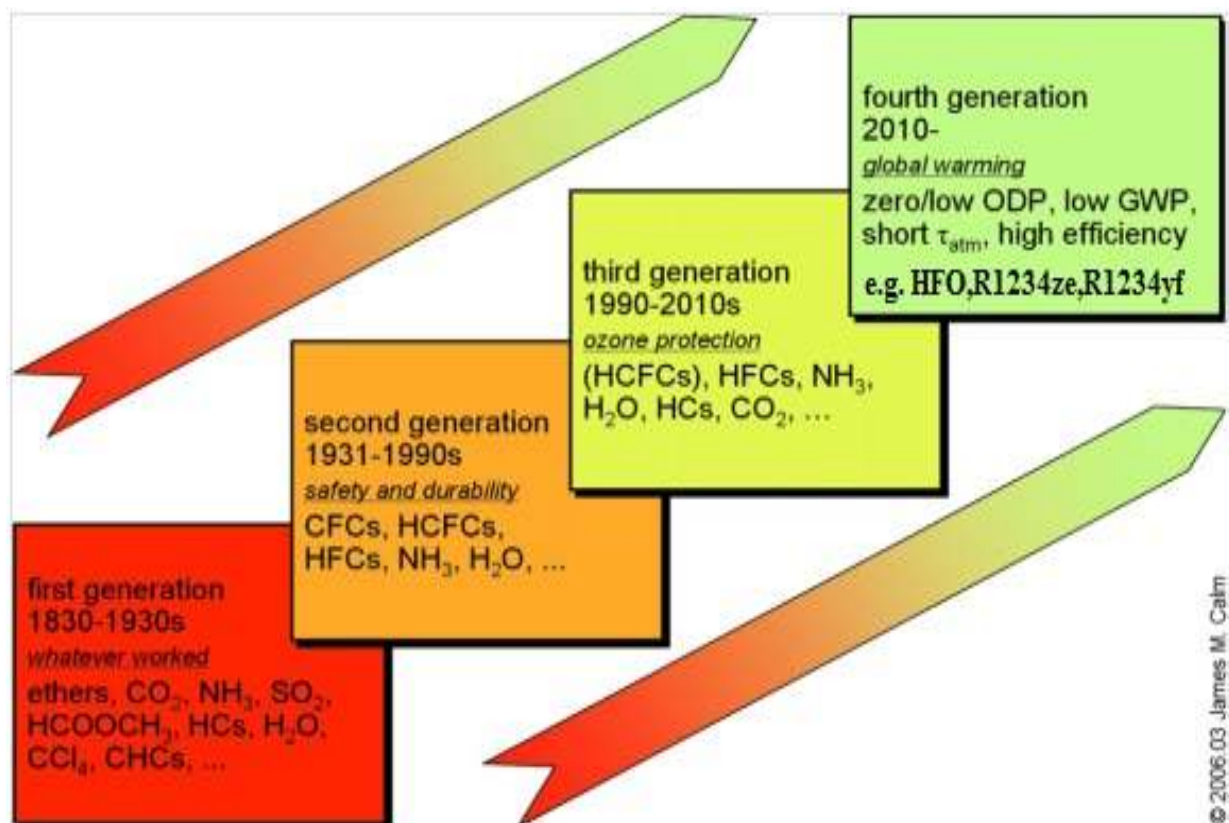 fourth generation
2010-
global warming
zero/low ODP, low GWP,
short τatm, high efficiency
e.g. HFO,R1234ze,R1234yf
third generation
1990-2010s
ozone protection
(HCFCs), HFCs, NH₃,
H₂O, HCs, CO₂, ...
second generation
1931-1990s
safety and durability
CFCs, HCFCs,
HFCs, NH₃, H₂O, ...
first generation
1830-1930s
whatever worked
ethers, CO₂, NH₃, SO₂,
HCOOCH₃, HCs, H₂O,
CCl₄, CHCs, ...
© 2006.03 James M. Calm